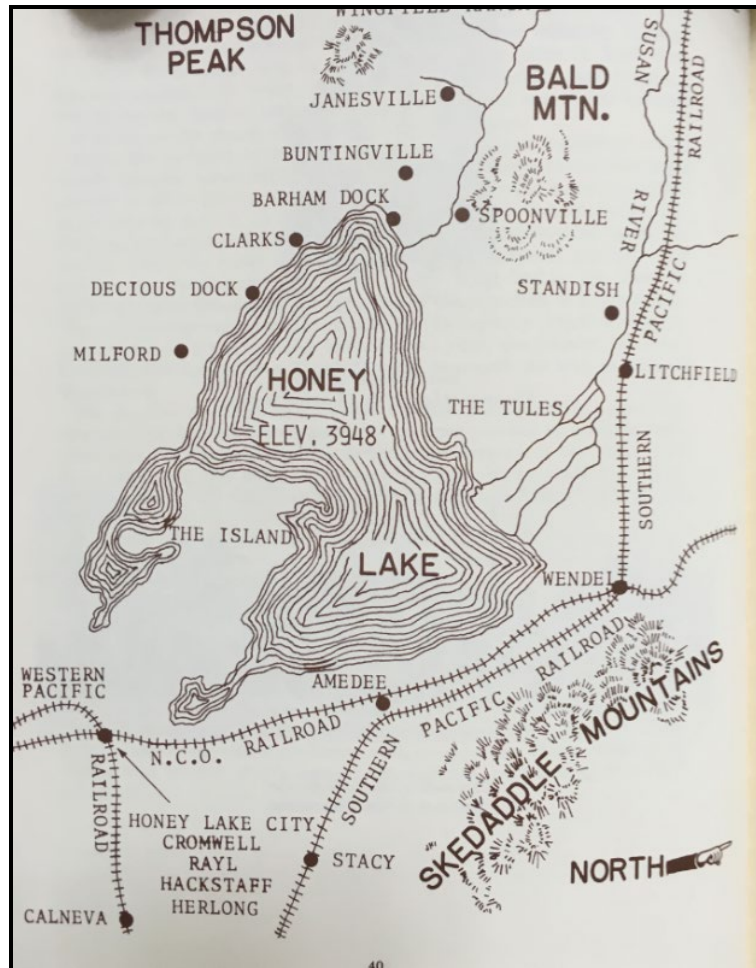 THOMPSON
PEAK
JANESVILLE
BALD
MTN.
SUSAN
RIVER
RAILROAD
BUNTINGVILLE
BARHAM DOCK
SPOONVILLE
CLARKS
DECIOUS DOCK
STANDISH
PACIFIC
MILFORD
HONEY
ELEV. 3948'
LITCHFIELD
THE TULES
SOUTHERN
THE ISLAND
LAKE
WENDEL
WESTERN
PACIFIC
AMEDEE
N.C.O. RAILROAD
SOUTHERN PACIFIC RAILROAD
RAILROAD
SKEDADDLE MOUNTAINS
HONEY LAKE CITY
CROMWELL
RAYL
HACKSTAFF
HERLONG
STACY
NORTH
CALNEVA
40